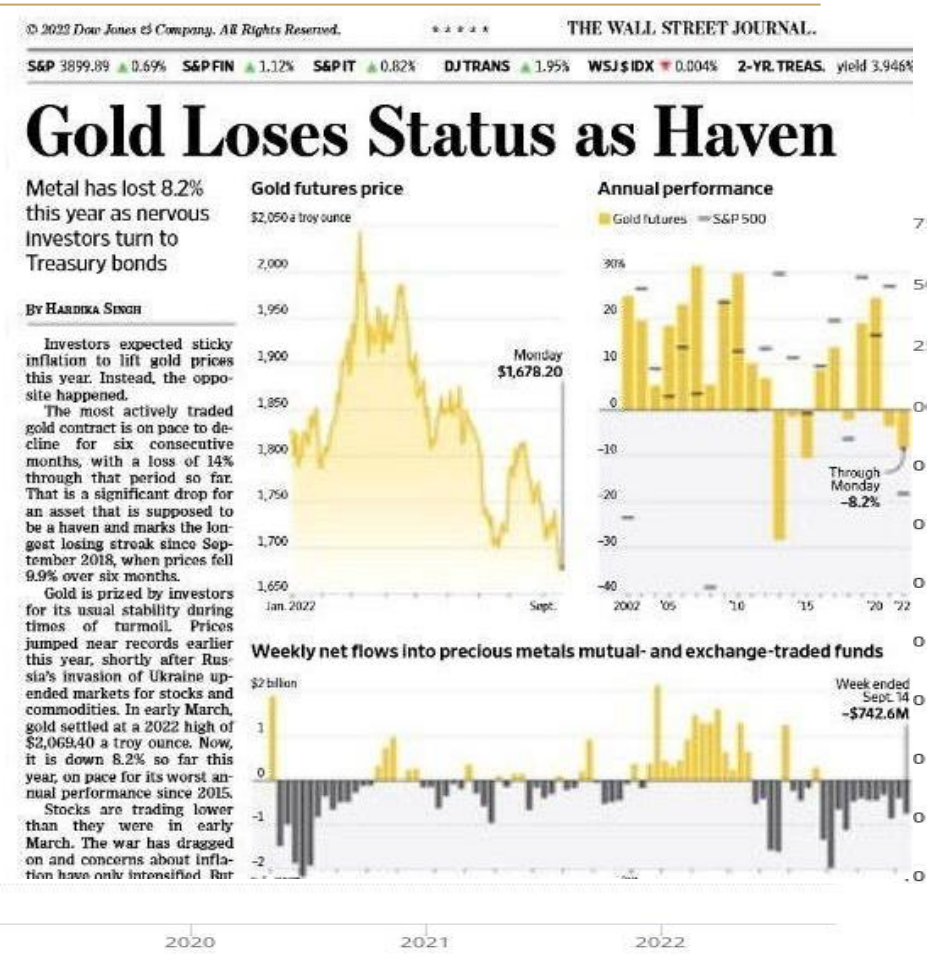 © 2022 Dow Jones & Company. All Rights Reserved.
* * * * *
THE WALL STREET JOURNAL.
S&P 3899.89 ▲ 0.69% S&P FIN ▲ 1.12% S&P IT ▲ 0.82% DJ TRANS ▲ 1.95% WSJ $ IDX ▼ 0.004% 2-YR. TREAS. yield 3.946%
Gold Loses Status as Haven
Metal has lost 8.2%
this year as nervous
investors turn to
Treasury bonds
BY HARDIKA SINGH
Investors expected sticky
inflation to lift gold prices
this year. Instead, the oppo-
site happened.
The most actively traded
gold contract is on pace to de-
cline for six consecutive
months, with a loss of 14%
through that period so far.
That is a significant drop for
an asset that is supposed to
be a haven and marks the lon-
gest losing streak since Sep-
tember 2018, when prices fell
9.9% over six months.
Gold is prized by investors
for its usual stability during
times of turmoil. Prices
jumped near records earlier
this year, shortly after Rus-
sia's invasion of Ukraine up-
ended markets for stocks and
commodities. In early March,
gold settled at a 2022 high of
$2,069.40 a troy ounce. Now,
it is down 8.2% so far this
year, on pace for its worst an-
nual performance since 2015.
Stocks are trading lower
than they were in early
March. The war has dragged
on and concerns about infla-
tion have only intensified. But
Gold futures price
$2,050 a troy ounce
2,000
1,950
1,900
1,850
1,800
1,750
1,700
1,650
Monday
$1,678.20
Jan. 2022 Sept.
Annual performance
Gold futures S&P 500
30%
20
10
0
-10
-20
-30
-40
Through
Monday
-8.2%
2002 '05 '10 '15 '20 '22
Weekly net flows into precious metals mutual- and exchange-traded funds
$2 billion
1
0
-1
-2
Week ended
Sept. 14
-$742.6M
2020 2021 2022